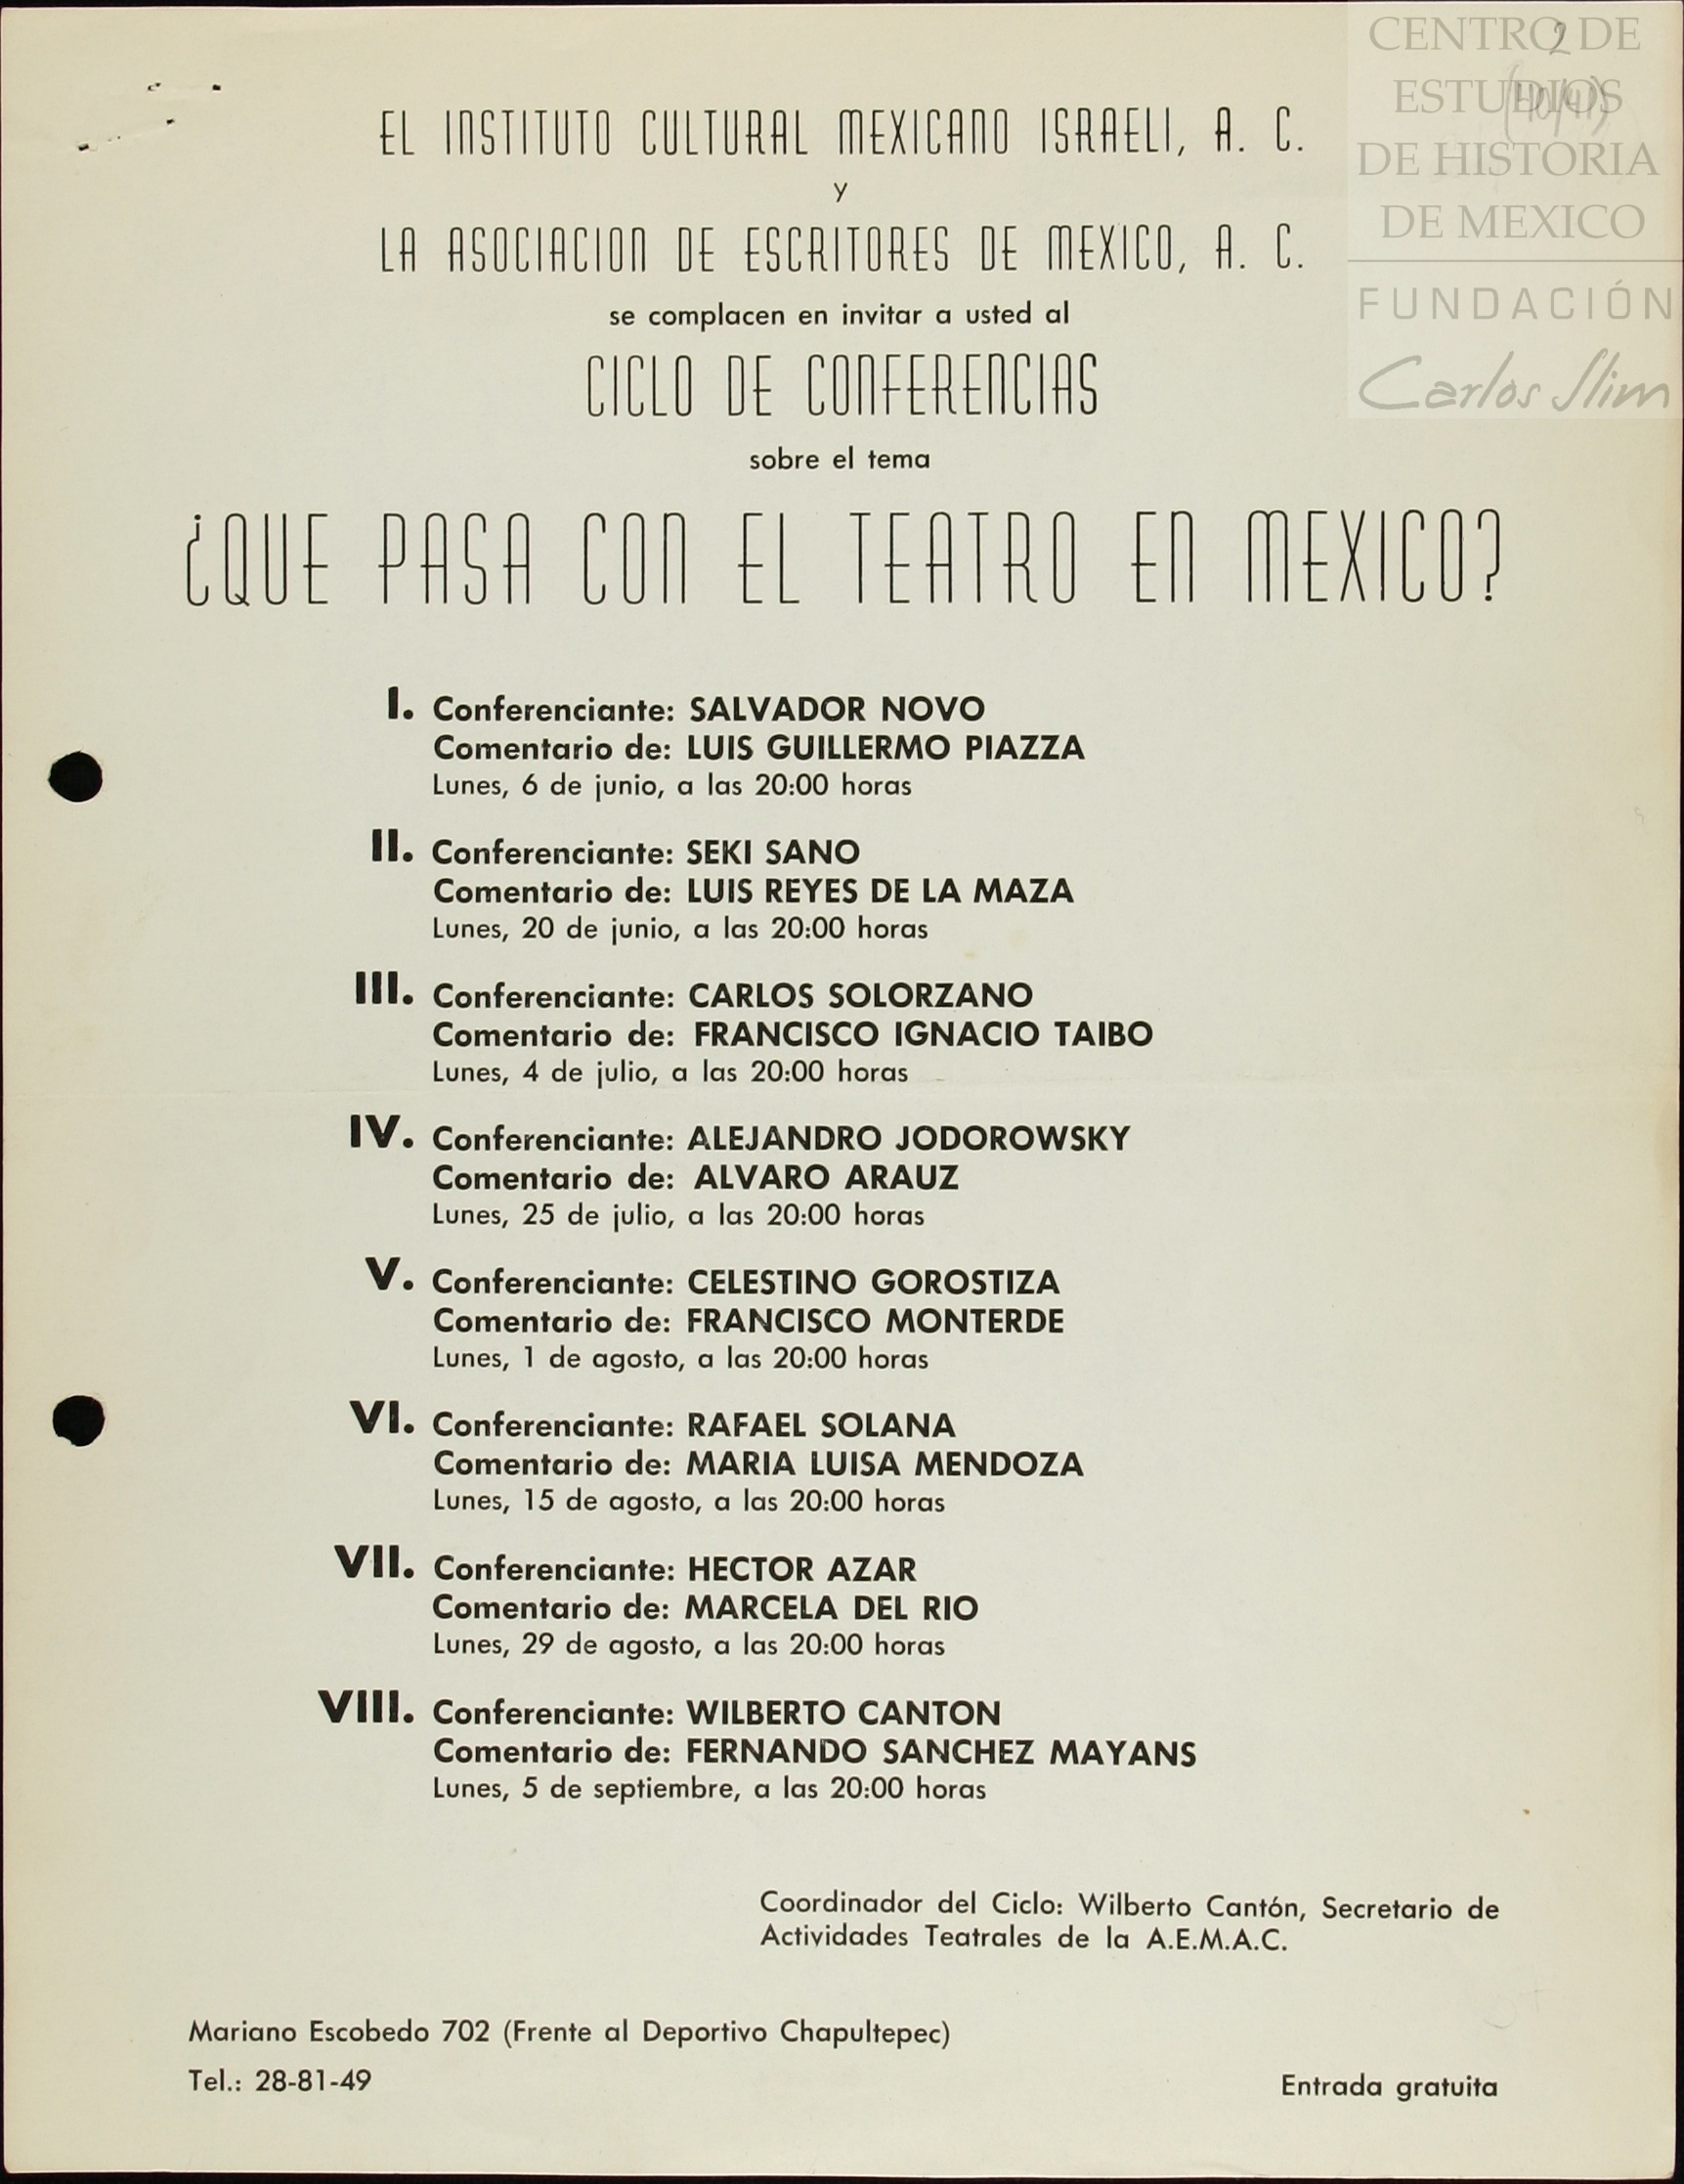 CENTRO DE
ESTUDIOS
DE HISTORIA
DE MEXICO
FUNDACIÓN
Carlos Slim
2
EL INSTITUTO CULTURAL MEXICANO ISRAELI, A. C.
Y
LA ASOCIACION DE ESCRITORES DE MEXICO, A. C.
se complacen en invitar a usted al
CICLO DE CONFERENCIAS
sobre el tema
¿QUE PASA CON EL TEATRO EN MEXICO?
I. Conferenciante: SALVADOR NOVO
Comentario de: LUIS GUILLERMO PIAZZA
Lunes, 6 de junio, a las 20:00 horas
II. Conferenciante: SEKI SANO
Comentario de: LUIS REYES DE LA MAZA
Lunes, 20 de junio, a las 20:00 horas
III. Conferenciante: CARLOS SOLORZANO
Comentario de: FRANCISCO IGNACIO TAIBO
Lunes, 4 de julio, a las 20:00 horas
IV. Conferenciante: ALEJANDRO JODOROWSKY
Comentario de: ALVARO ARAUZ
Lunes, 25 de julio, a las 20:00 horas
V. Conferenciante: CELESTINO GOROSTIZA
Comentario de: FRANCISCO MONTERDE
Lunes, 1 de agosto, a las 20:00 horas
VI. Conferenciante: RAFAEL SOLANA
Comentario de: MARIA LUISA MENDOZA
Lunes, 15 de agosto, a las 20:00 horas
VII. Conferenciante: HECTOR AZAR
Comentario de: MARCELA DEL RIO
Lunes, 29 de agosto, a las 20:00 horas
VIII. Conferenciante: WILBERTO CANTON
Comentario de: FERNANDO SANCHEZ MAYANS
Lunes, 5 de septiembre, a las 20:00 horas
Coordinador del Ciclo: Wilberto Cantón, Secretario de
Actividades Teatrales de la A.E.M.A.C.
Mariano Escobedo 702 (Frente al Deportivo Chapultepec)
Tel.: 28-81-49
Entrada gratuita